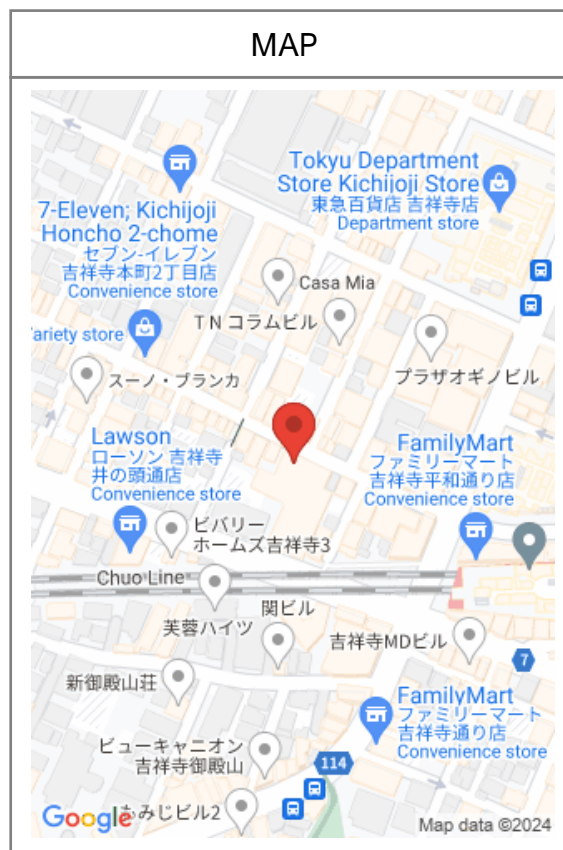 MAP
Tokyu Department
Store Kichijoji Store
東急百貨店 吉祥寺店
Department store
7-Eleven; Kichijoji
Honcho 2-chome
セブン-イレブン
吉祥寺本町2丁目店
Convenience store
Casa Mia
ＴＮコラムビル
ariety store
プラザオギノビル
スーノ・ブランカ
Lawson
ローソン 吉祥寺
井の頭通店
Convenience store
FamilyMart
ファミリーマート
吉祥寺平和通り店
Convenience store
ビバリー
ホームズ吉祥寺3
Chuo Line
関ビル
芙蓉ハイツ
吉祥寺MDビル
7
新御殿山荘
FamilyMart
ファミリーマート
吉祥寺通り店
Convenience store
ビューキャニオン
吉祥寺御殿山
114
もみじビル2
Google
Map data ©2024